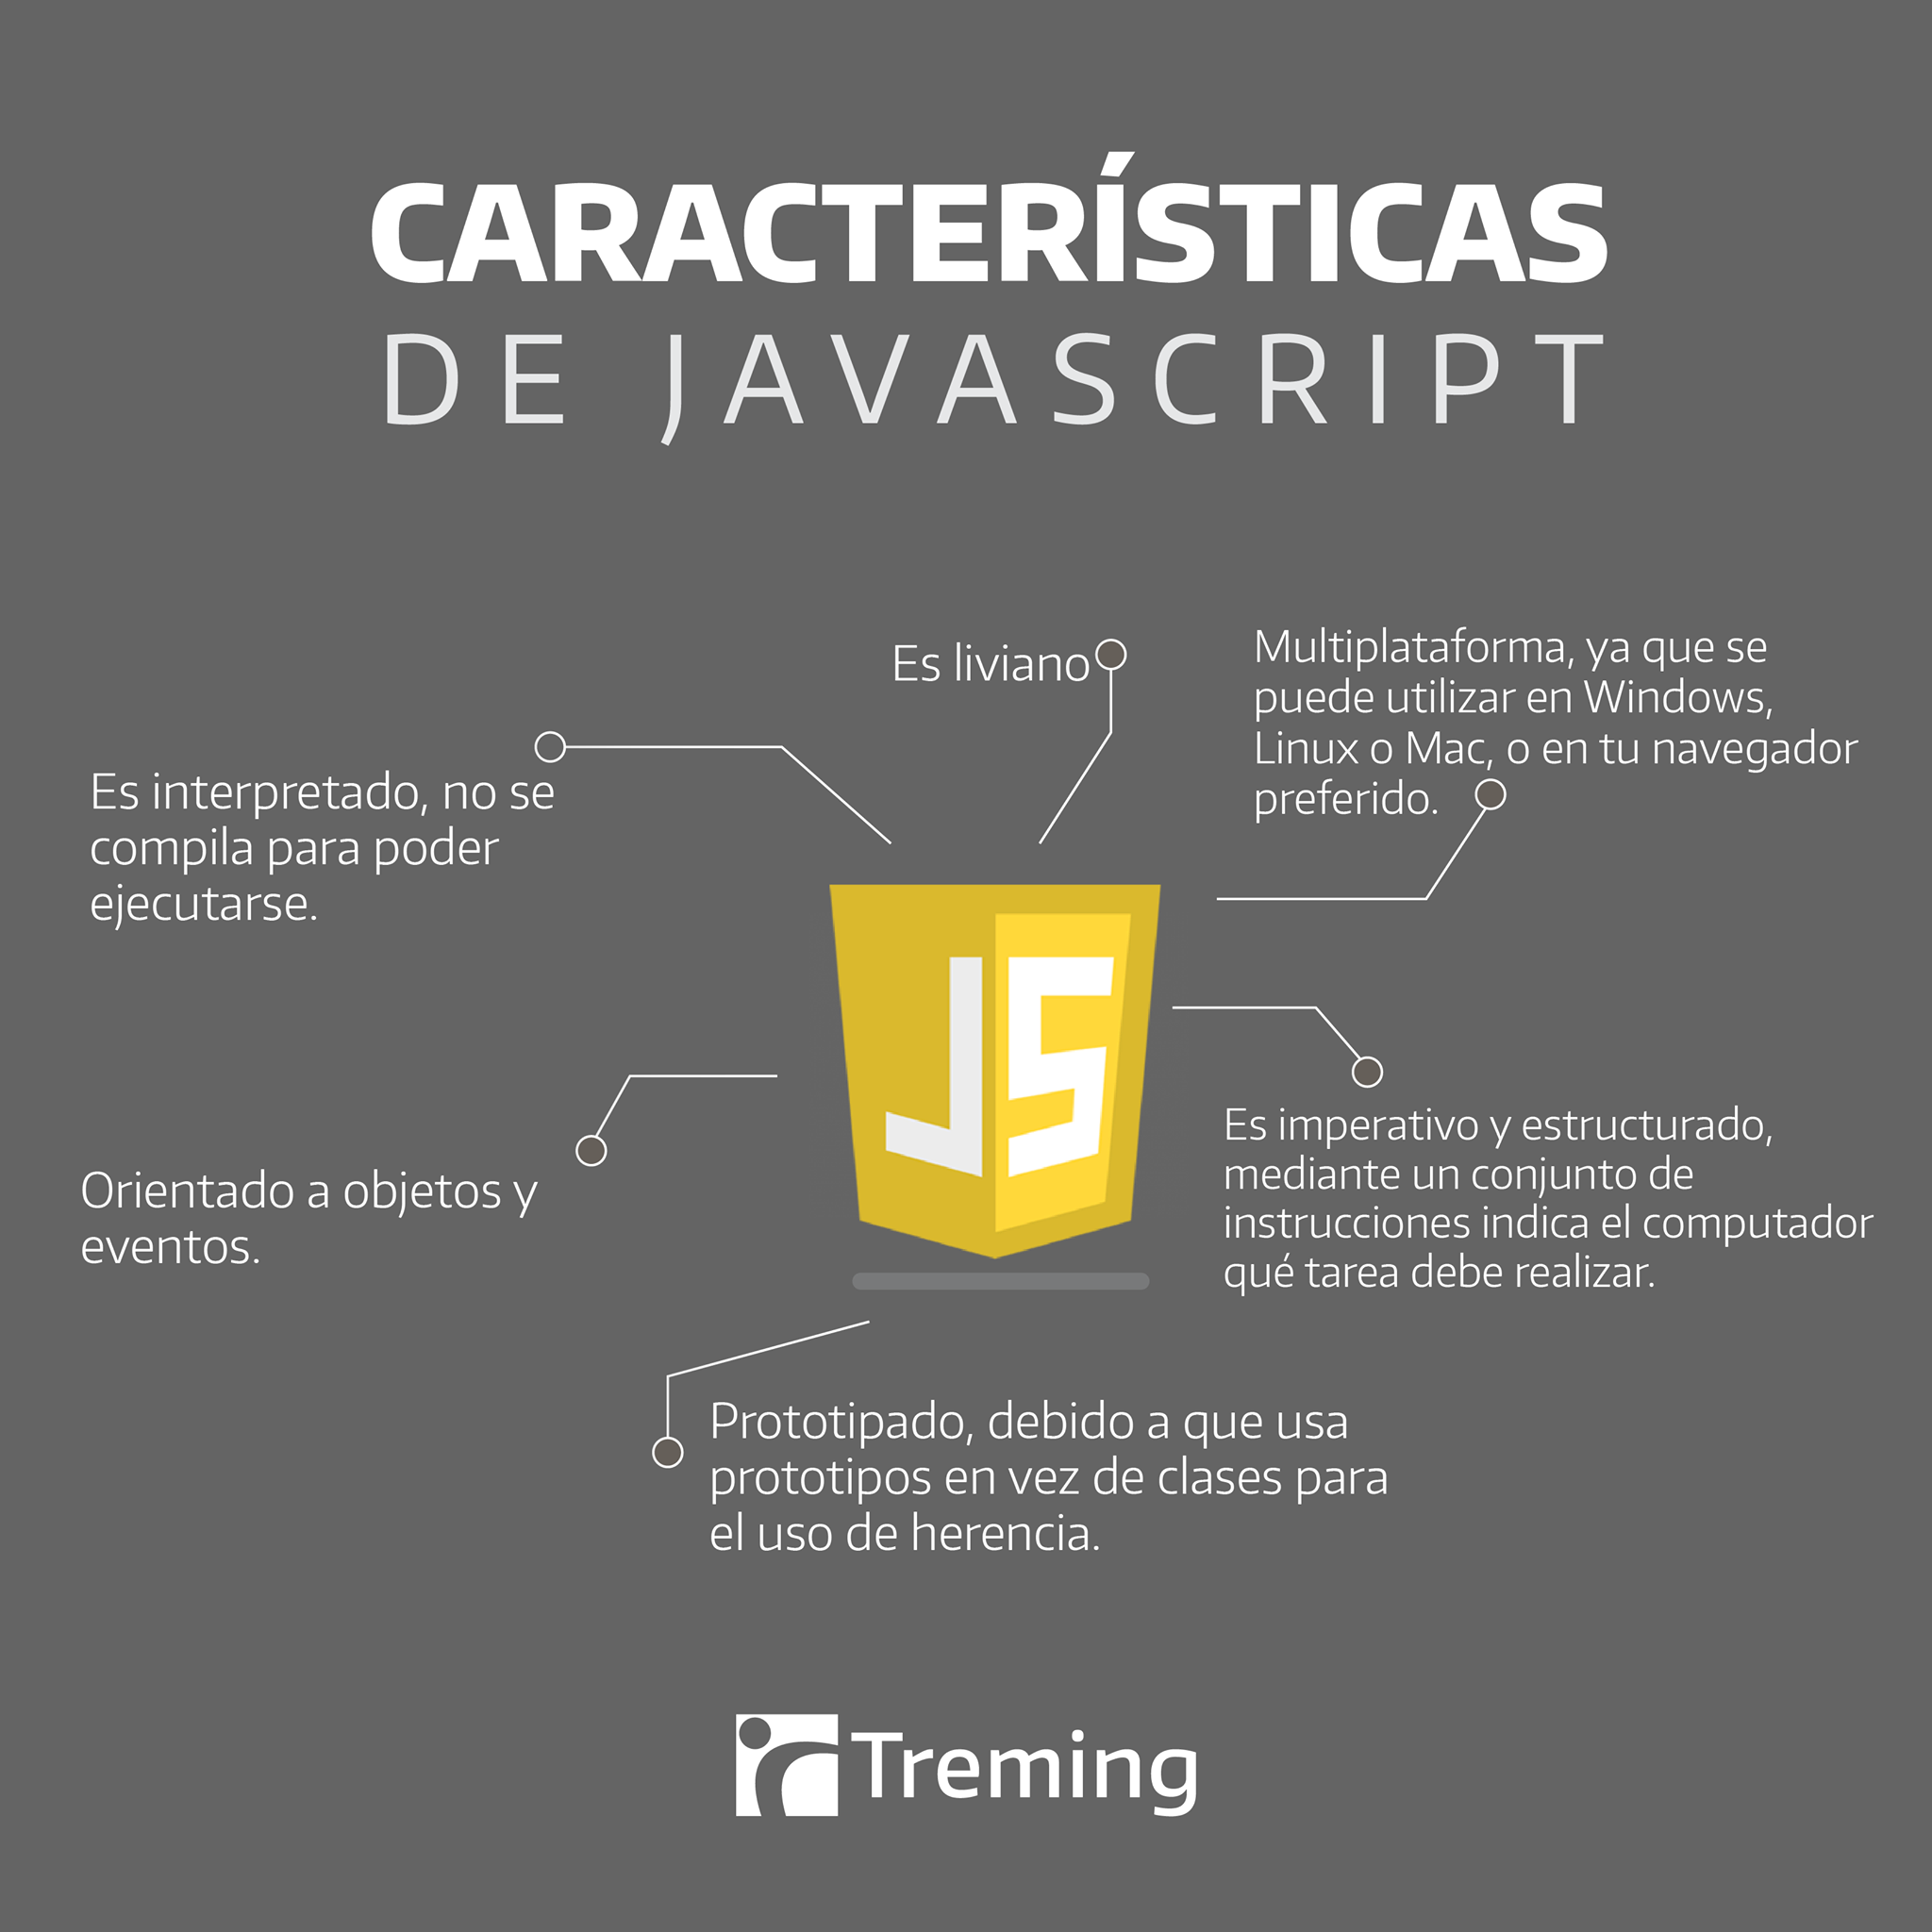 CARACTERÍSTICAS
DE JAVASCRIPT
Es liviano
Multiplataforma, ya que se
puede utilizar en Windows,
Linux o Mac, o en tu navegador
preferido.
Es interpretado, no se
compila para poder
ejecutarse.
JS
Orientado a objetos y
eventos.
Es imperativo y estructurado,
mediante un conjunto de
instrucciones indica el computador
qué tarea debe realizar.
Prototipado, debido a que usa
prototipos en vez de clases para
el uso de herencia.
Treming